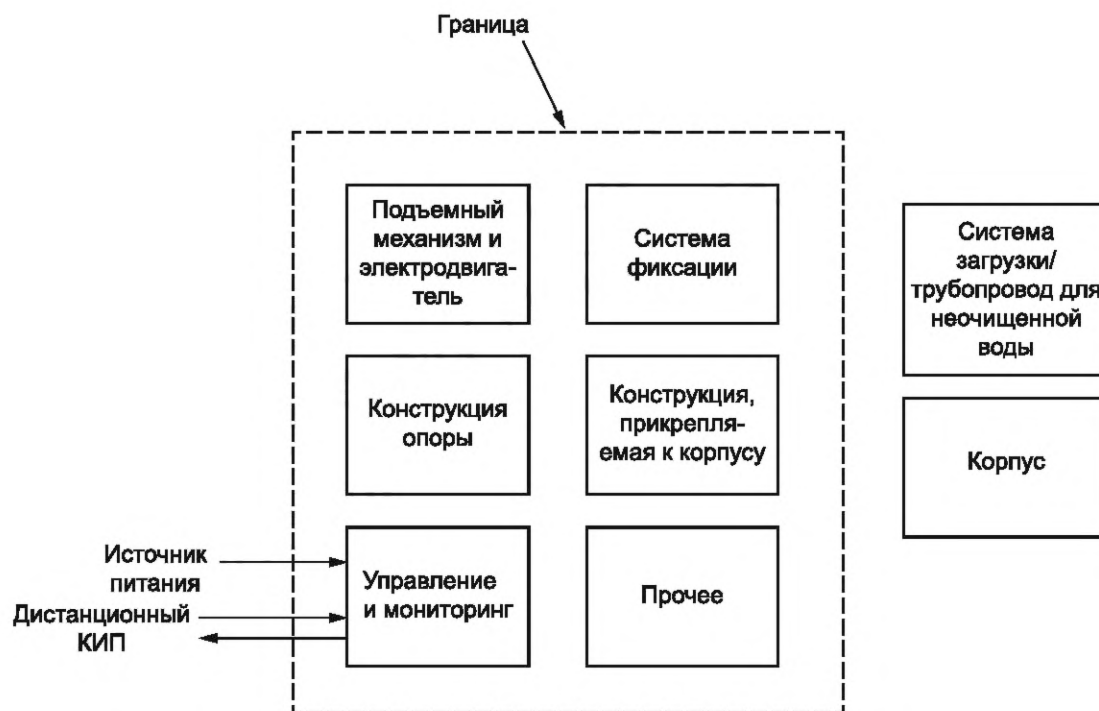 Граница
Подъемный
механизм и
электродвига-
тель
Система
фиксации
Система
загрузки/
трубопровод для
неочищенной
воды
Конструкция
опоры
Конструкция,
прикрепля-
емая к корпусу
Корпус
Источник
питания
Дистанционный
КИП
Управление
и мониторинг
Прочее